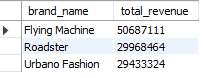 brand_name total_revenue
Flying Machine 50687111
Roadster 29968464
Urbano Fashion 29433324